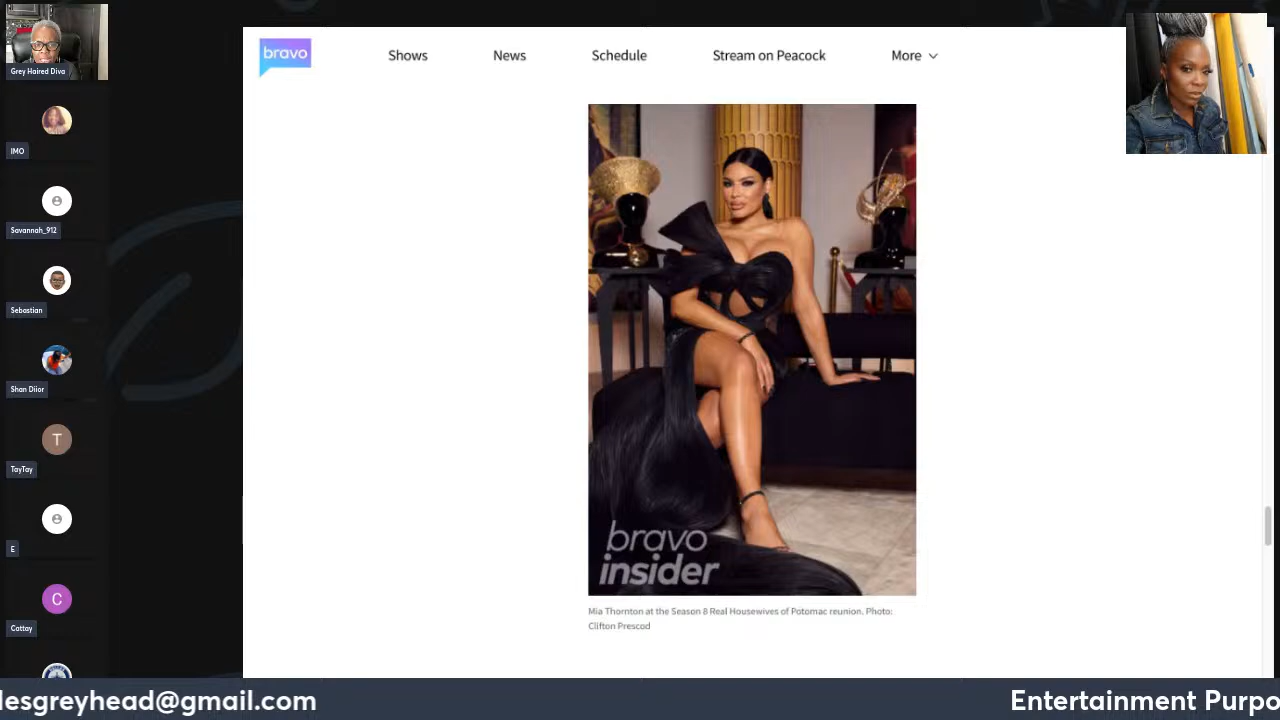 Grey Haired Diva
IMO
Savannah_912
Sebastian
Shan Diior
T
TayTay
E
C
Cottay
bravo
Shows
News
Schedule
Stream on Peacock
More
bravo
insider
Mia Thornton at the Season 8 Real Housewives of Potomac reunion. Photo:
Clifton Prescod
lesgreyhead@gmail.com
Entertainment Purpo